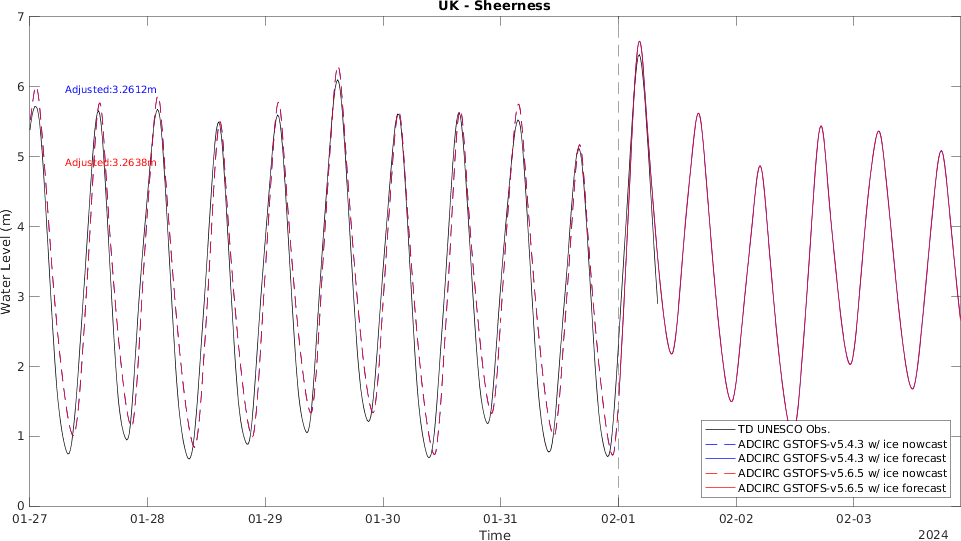 UK - Sheerness
7
6
5
4
3
2
1
0
Water Level (m)
Adjusted:3.2612m
Adjusted:3.2638m
TD UNESCO Obs.
ADCIRC GSTOFS-v5.4.3 w/ ice nowcast
ADCIRC GSTOFS-v5.4.3 w/ ice forecast
ADCIRC GSTOFS-v5.6.5 w/ ice nowcast
ADCIRC GSTOFS-v5.6.5 w/ ice forecast
01-27 01-28 01-29 01-30 01-31 02-01 02-02 02-03
Time
2024